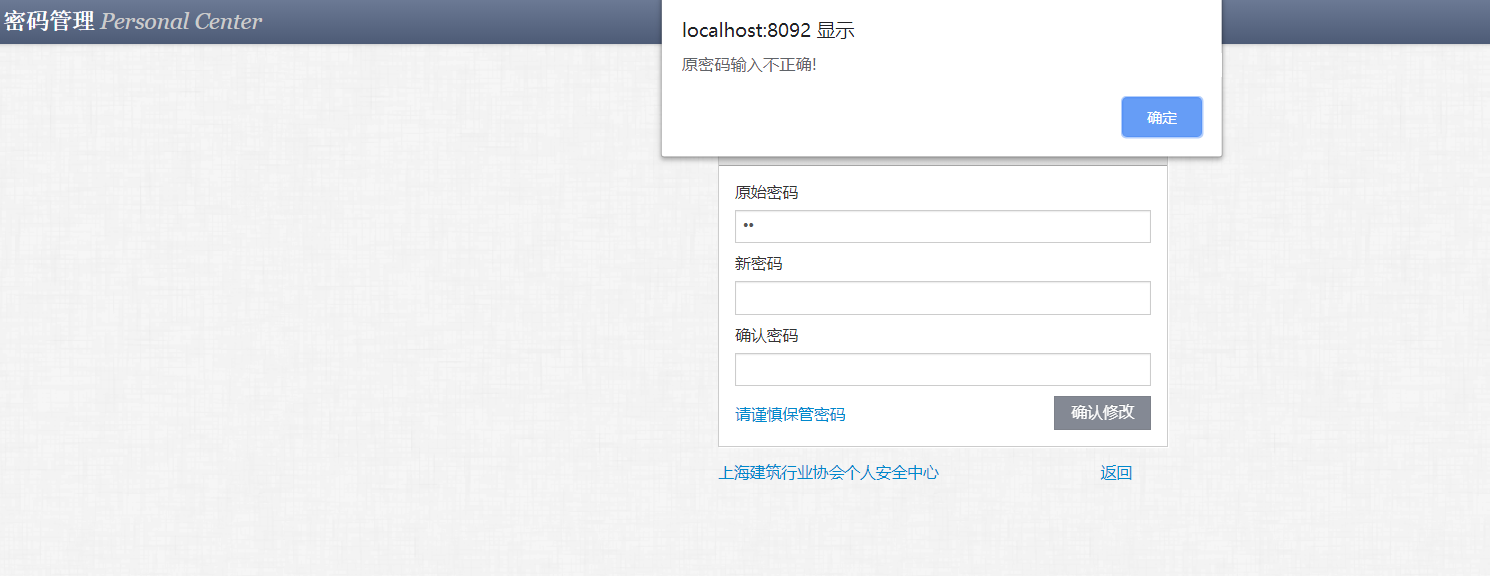 密码管理 Personal Center
localhost:8092 显示
原密码输入不正确!
确定
原始密码
••
新密码
确认密码
请谨慎保管密码
确认修改
上海建筑行业协会个人安全中心
返回